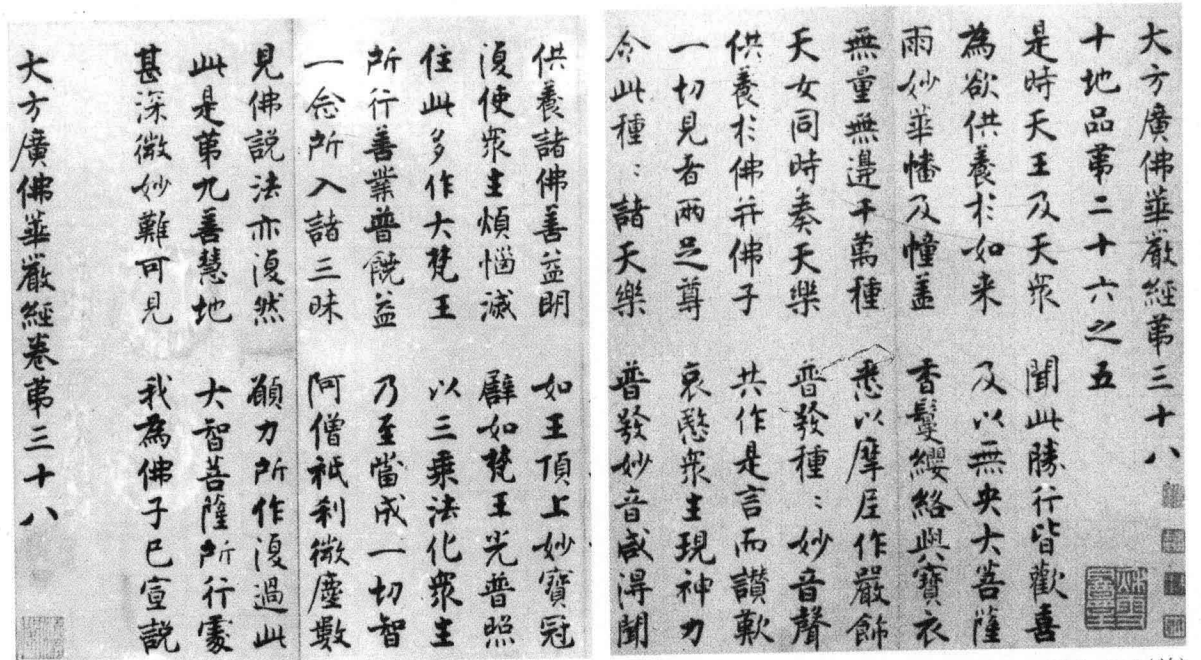 大方廣佛華嚴經第三十八
十地品第二十六之五
是時天王及天衆　聞此勝行皆歡喜
為欲供養於如来　及以無央大菩薩
雨妙華幡及幢盖　香鬘纓絡與寶衣
無量無邊千萬種　悉以摩尼作嚴飾
天女同時奏天樂　普發種：妙音聲
供養於佛并佛子　共作是言而讃歎
一切見者兩足尊　哀愍衆生現神力
令此種：諸天樂　普發妙音咸淂聞
供養諸佛善益明　如王頂上妙寶冠
復使衆生煩惱滅　譬如梵王光普照
住此多作大梵王　以三乘法化衆生
所行善業普饒益　乃至當成一切智
一念所入諸三昧　阿僧祇刹微塵數
見佛説法亦復然　願力所作復過此
此是第九善慧地　大智菩薩所行處
甚深微妙難可見　我為佛子已宣説
大方廣佛華嚴經卷第三十八